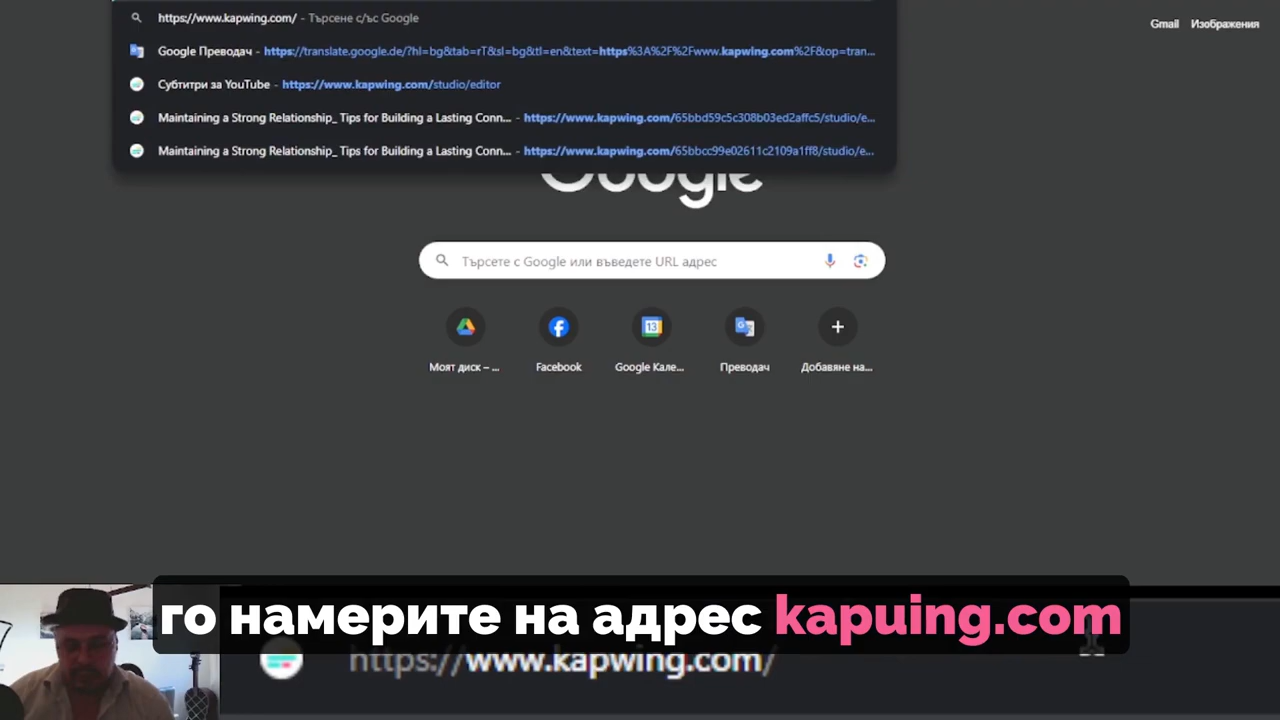 https://www.kapwing.com/ - Търсене с/ъс Google
Google Преводач - https://translate.google.de/?hl=bg&tab=rT&sl=bg&tl=en&text=https%3A%2F%2Fwww.kapwing.com%2F&op=tran...
Субтитри за YouTube - https://www.kapwing.com/studio/editor
Maintaining a Strong Relationship_ Tips for Building a Lasting Conn... - https://www.kapwing.com/65bbd59c5c308b03ed2affc5/studio/e...
Maintaining a Strong Relationship_ Tips for Building a Lasting Conn... - https://www.kapwing.com/65bbcc99e02611c2109a1ff8/studio/e...
Gmail Изображения
Google
Търсете с Google или въведете URL адрес
13
Моят диск – ... Facebook Google Кале... Преводач Добавяне на...
го намерите на адрес kapuing.com
https://www.kapwing.com/